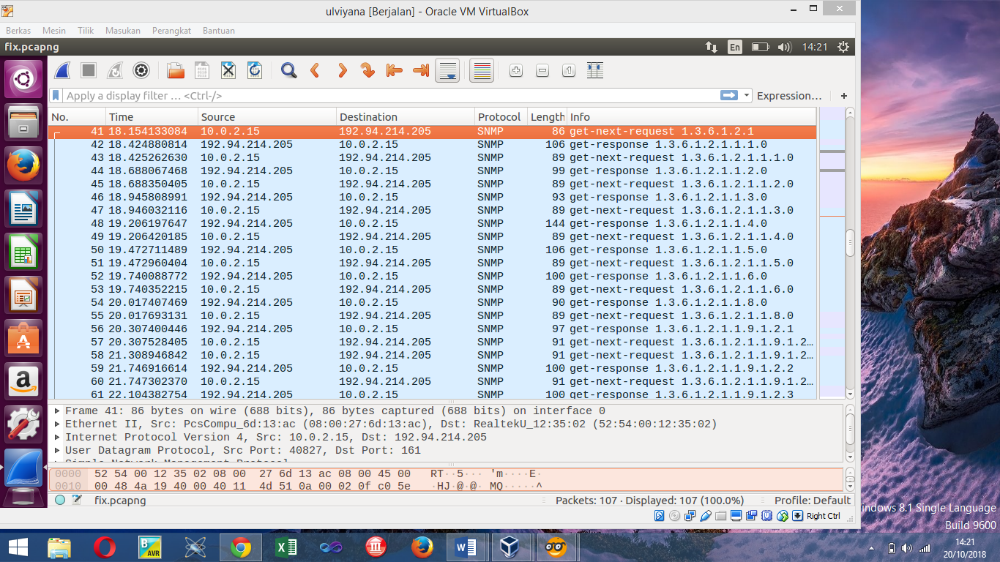 ulviyana [Berjalan] - Oracle VM VirtualBox
Berkas Mesin Tilik Masukan Perangkat Bantuan
fix.pcapng En 14:21
Apply a display filter … <Ctrl-/> Expression… +
No. Time Source Destination Protocol Length Info
41 18.154133084 10.0.2.15 192.94.214.205 SNMP 86 get-next-request 1.3.6.1.2.1
42 18.424880814 192.94.214.205 10.0.2.15 SNMP 106 get-response 1.3.6.1.2.1.1.1.0
43 18.425262630 10.0.2.15 192.94.214.205 SNMP 89 get-next-request 1.3.6.1.2.1.1.1.0
44 18.688067468 192.94.214.205 10.0.2.15 SNMP 99 get-response 1.3.6.1.2.1.1.2.0
45 18.688350405 10.0.2.15 192.94.214.205 SNMP 89 get-next-request 1.3.6.1.2.1.1.2.0
46 18.945808991 192.94.214.205 10.0.2.15 SNMP 93 get-response 1.3.6.1.2.1.1.3.0
47 18.946032116 10.0.2.15 192.94.214.205 SNMP 89 get-next-request 1.3.6.1.2.1.1.3.0
48 19.206197647 192.94.214.205 10.0.2.15 SNMP 144 get-response 1.3.6.1.2.1.1.4.0
49 19.206420185 10.0.2.15 192.94.214.205 SNMP 89 get-next-request 1.3.6.1.2.1.1.4.0
50 19.472711489 192.94.214.205 10.0.2.15 SNMP 106 get-response 1.3.6.1.2.1.1.5.0
51 19.472960404 10.0.2.15 192.94.214.205 SNMP 89 get-next-request 1.3.6.1.2.1.1.5.0
52 19.740088772 192.94.214.205 10.0.2.15 SNMP 100 get-response 1.3.6.1.2.1.1.6.0
53 19.740352215 10.0.2.15 192.94.214.205 SNMP 89 get-next-request 1.3.6.1.2.1.1.6.0
54 20.017407469 192.94.214.205 10.0.2.15 SNMP 90 get-response 1.3.6.1.2.1.1.8.0
55 20.017693131 10.0.2.15 192.94.214.205 SNMP 89 get-next-request 1.3.6.1.2.1.1.8.0
56 20.307400446 192.94.214.205 10.0.2.15 SNMP 97 get-response 1.3.6.1.2.1.1.9.1.2.1
57 20.307528405 10.0.2.15 192.94.214.205 SNMP 91 get-next-request 1.3.6.1.2.1.1.9.1.2…
58 21.308946842 10.0.2.15 192.94.214.205 SNMP 91 get-next-request 1.3.6.1.2.1.1.9.1.2…
59 21.746916614 192.94.214.205 10.0.2.15 SNMP 100 get-response 1.3.6.1.2.1.1.9.1.2.2
60 21.747302370 10.0.2.15 192.94.214.205 SNMP 91 get-next-request 1.3.6.1.2.1.1.9.1.2…
61 22.104382754 192.94.214.205 10.0.2.15 SNMP 100 get-response 1.3.6.1.2.1.1.9.1.2.3
Frame 41: 86 bytes on wire (688 bits), 86 bytes captured (688 bits) on interface 0
Ethernet II, Src: PcsCompu_6d:13:ac (08:00:27:6d:13:ac), Dst: RealtekU_12:35:02 (52:54:00:12:35:02)
Internet Protocol Version 4, Src: 10.0.2.15, Dst: 192.94.214.205
User Datagram Protocol, Src Port: 40827, Dst Port: 161
0000 52 54 00 12 35 02 08 00 27 6d 13 ac 08 00 45 00 RT··5··· 'm····E·
0010 00 48 4a 19 40 00 40 11 4d 51 0a 00 02 0f c0 5e ·HJ·@·@· MQ·····^
fix.pcapng Packets: 107 · Displayed: 107 (100.0%) Profile: Default
Right Ctrl
indows 8.1 Single Language
Build 9600
AVR
14:21
20/10/2018